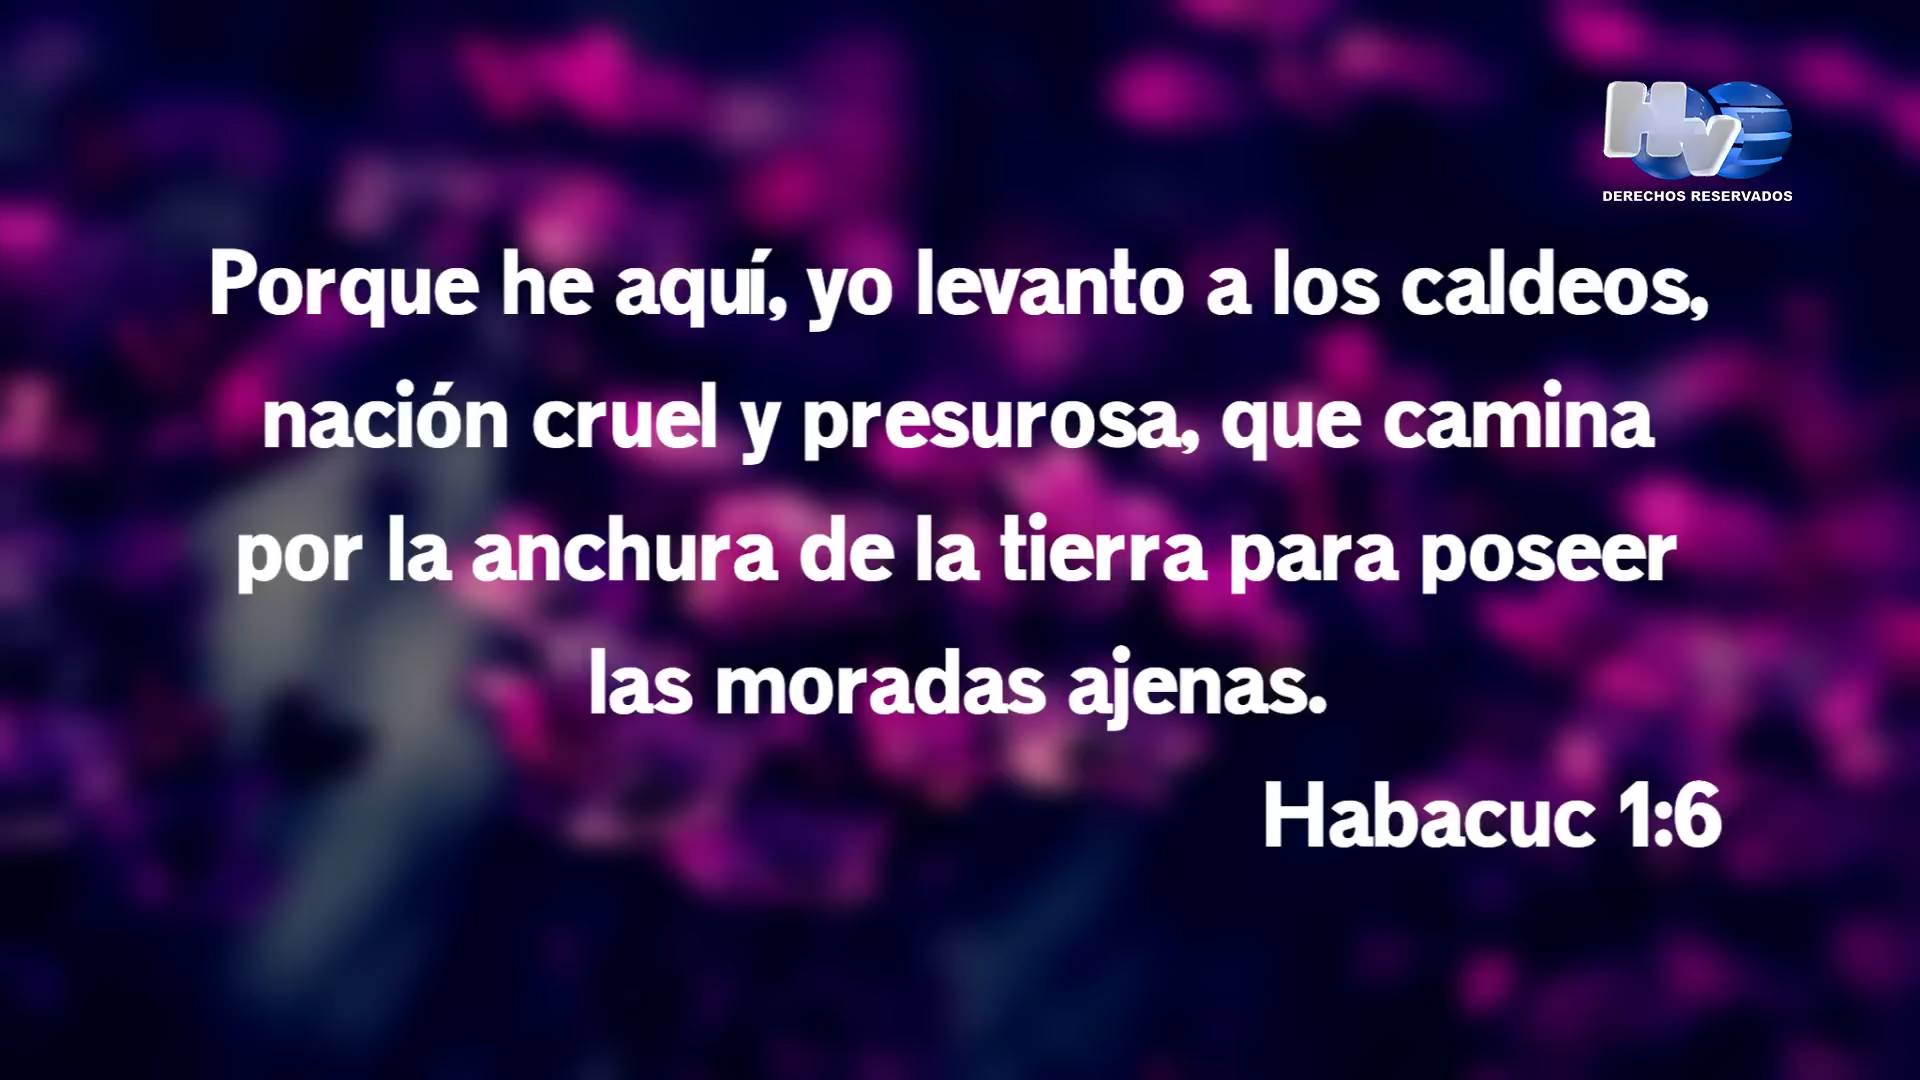 HV
DERECHOS RESERVADOS
Porque he aquí, yo levanto a los caldeos,
nación cruel y presurosa, que camina
por la anchura de la tierra para poseer
las moradas ajenas.
Habacuc 1:6